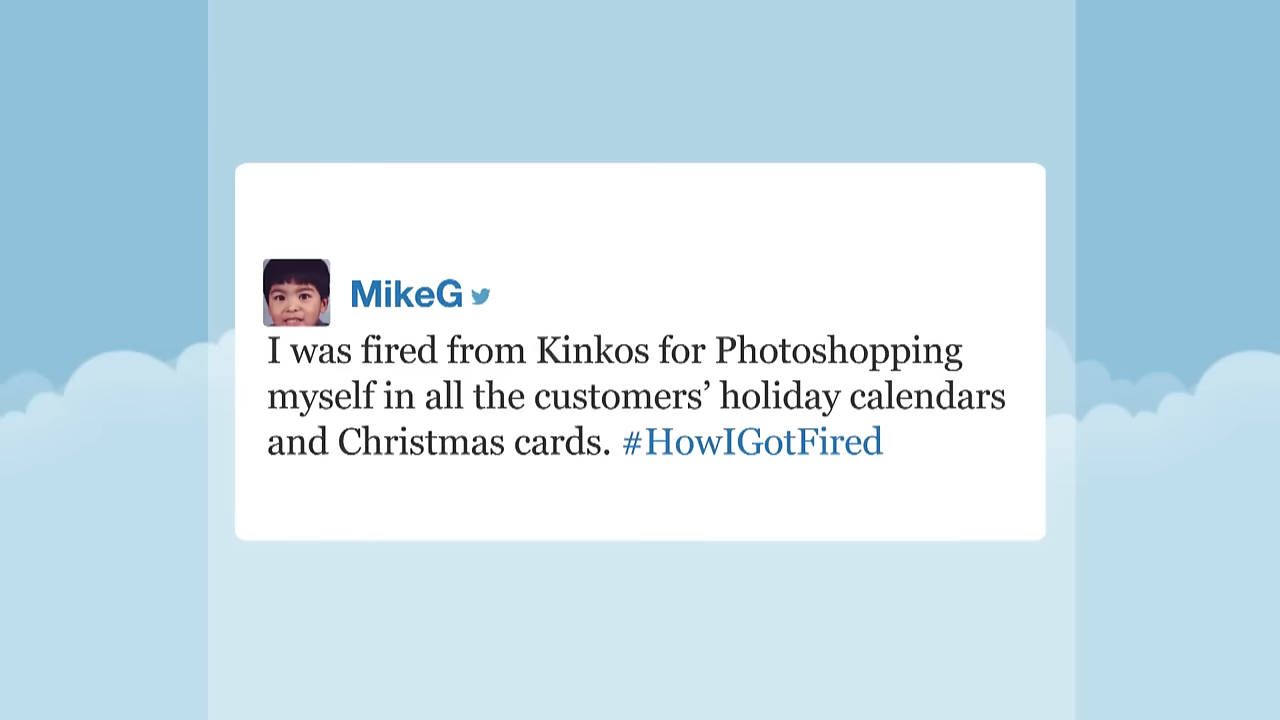 MikeG
I was fired from Kinkos for Photoshopping
myself in all the customers’ holiday calendars
and Christmas cards. #HowIGotFired